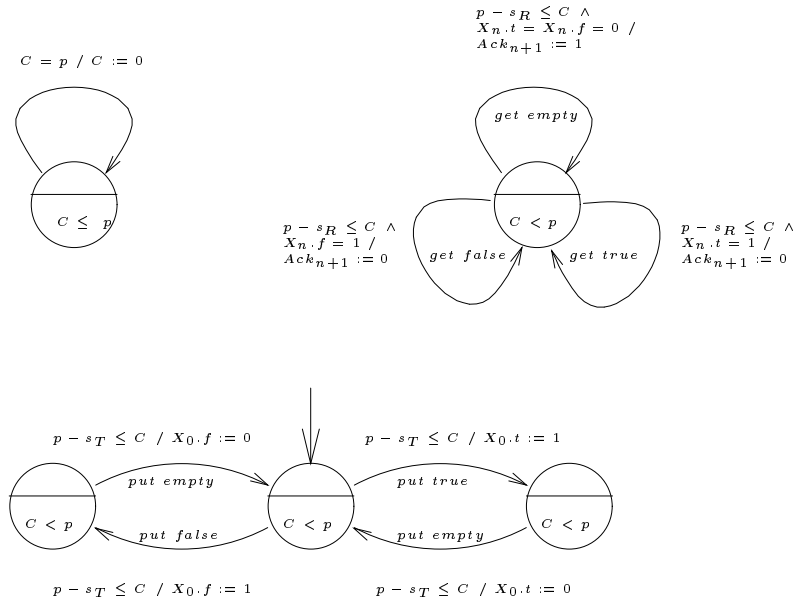 p − s_R ≤ C ∧
X_n.t = X_n.f = 0 /
Ack_{n+1} := 1
C = p / C := 0
get empty
C ≤ p
C < p
p − s_R ≤ C ∧
X_n.f = 1 /
Ack_{n+1} := 0
get false
get true
p − s_R ≤ C ∧
X_n.t = 1 /
Ack_{n+1} := 0
p − s_T ≤ C / X_0.f := 0
p − s_T ≤ C / X_0.t := 1
put empty
put true
C < p
C < p
C < p
put false
put empty
p − s_T ≤ C / X_0.f := 1
p − s_T ≤ C / X_0.t := 0